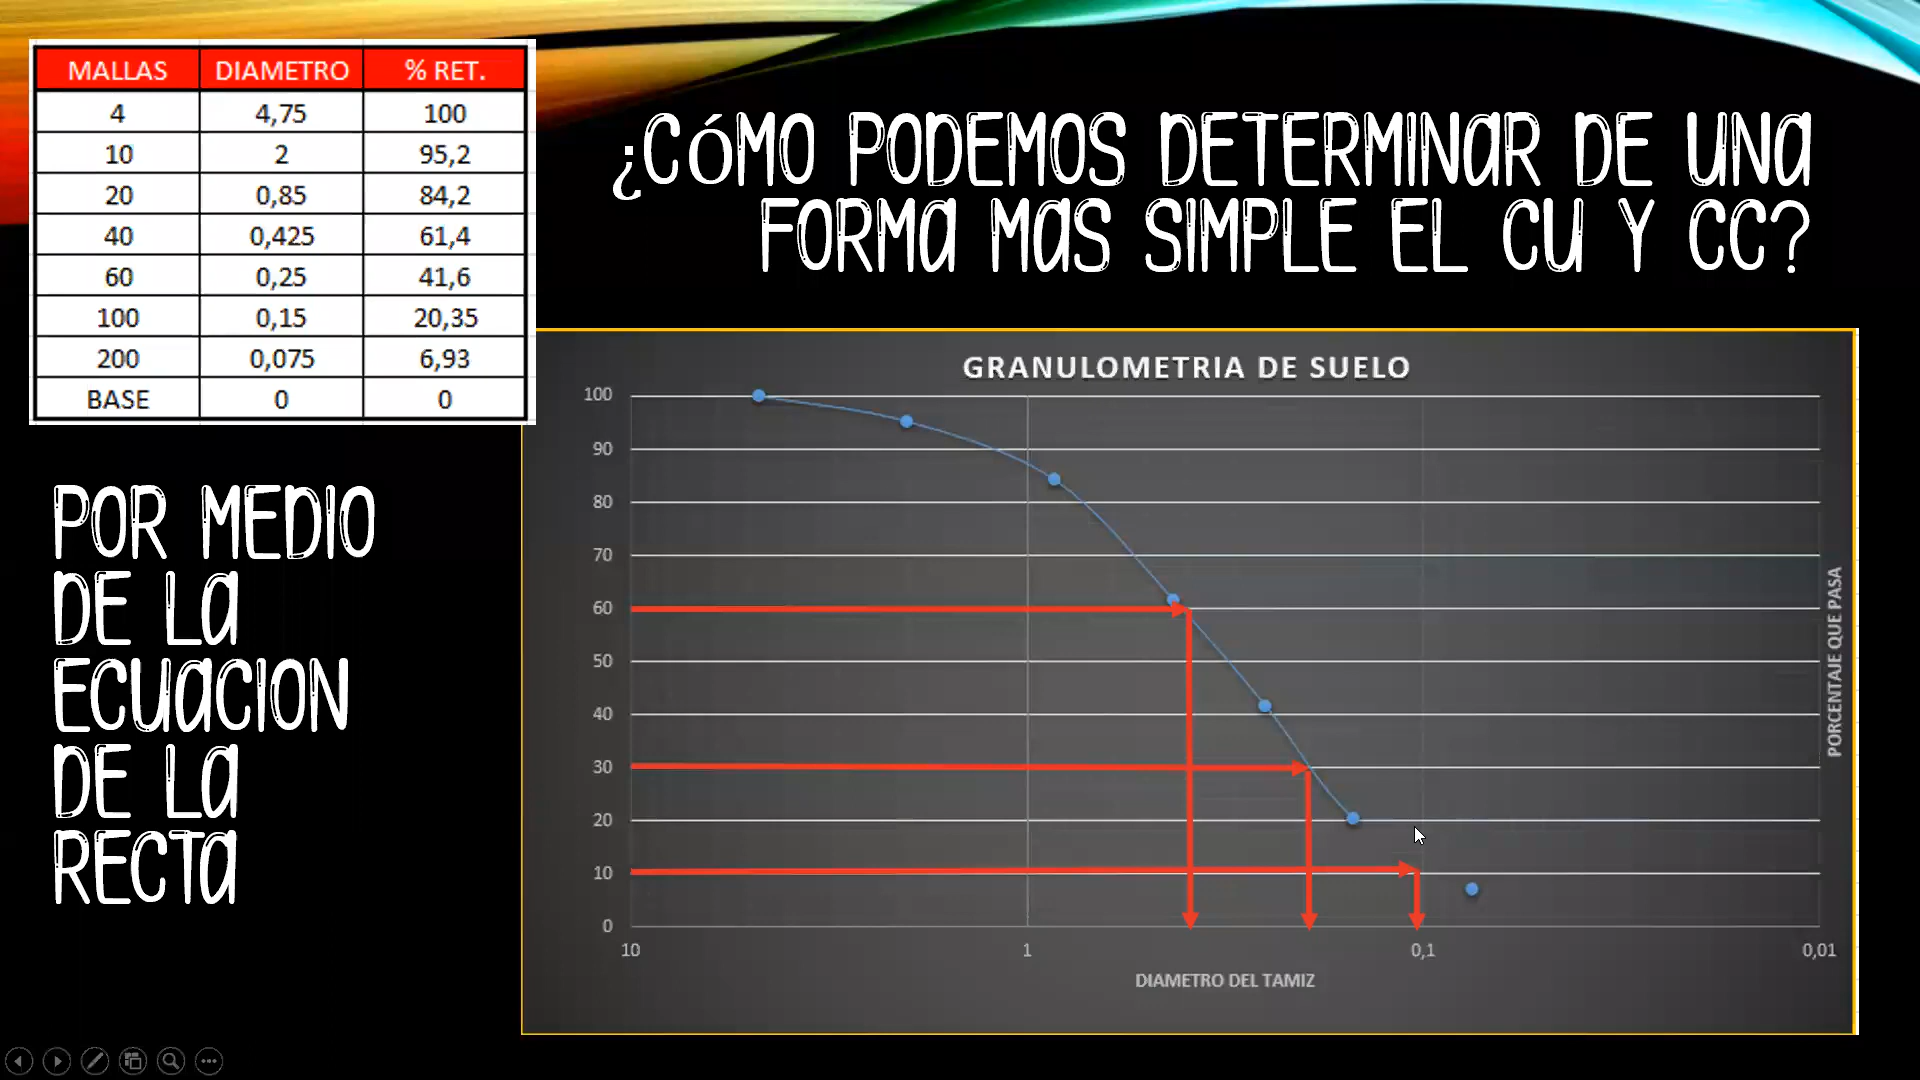 MALLAS DIAMETRO % RET.
4 4,75 100
10 2 95,2
20 0,85 84,2
40 0,425 61,4
60 0,25 41,6
100 0,15 20,35
200 0,075 6,93
BASE 0 0
¿CÓMO PODEMOS DETERMINAR DE UNA
FORMA MAS SIMPLE EL CU Y CC?
POR MEDIO
DE LA
ECUACION
DE LA
RECTA
GRANULOMETRIA DE SUELO
100
90
80
70
60
50
40
30
20
10
0
10 1 0,1 0,01
DIAMETRO DEL TAMIZ
PORCENTAJE QUE PASA